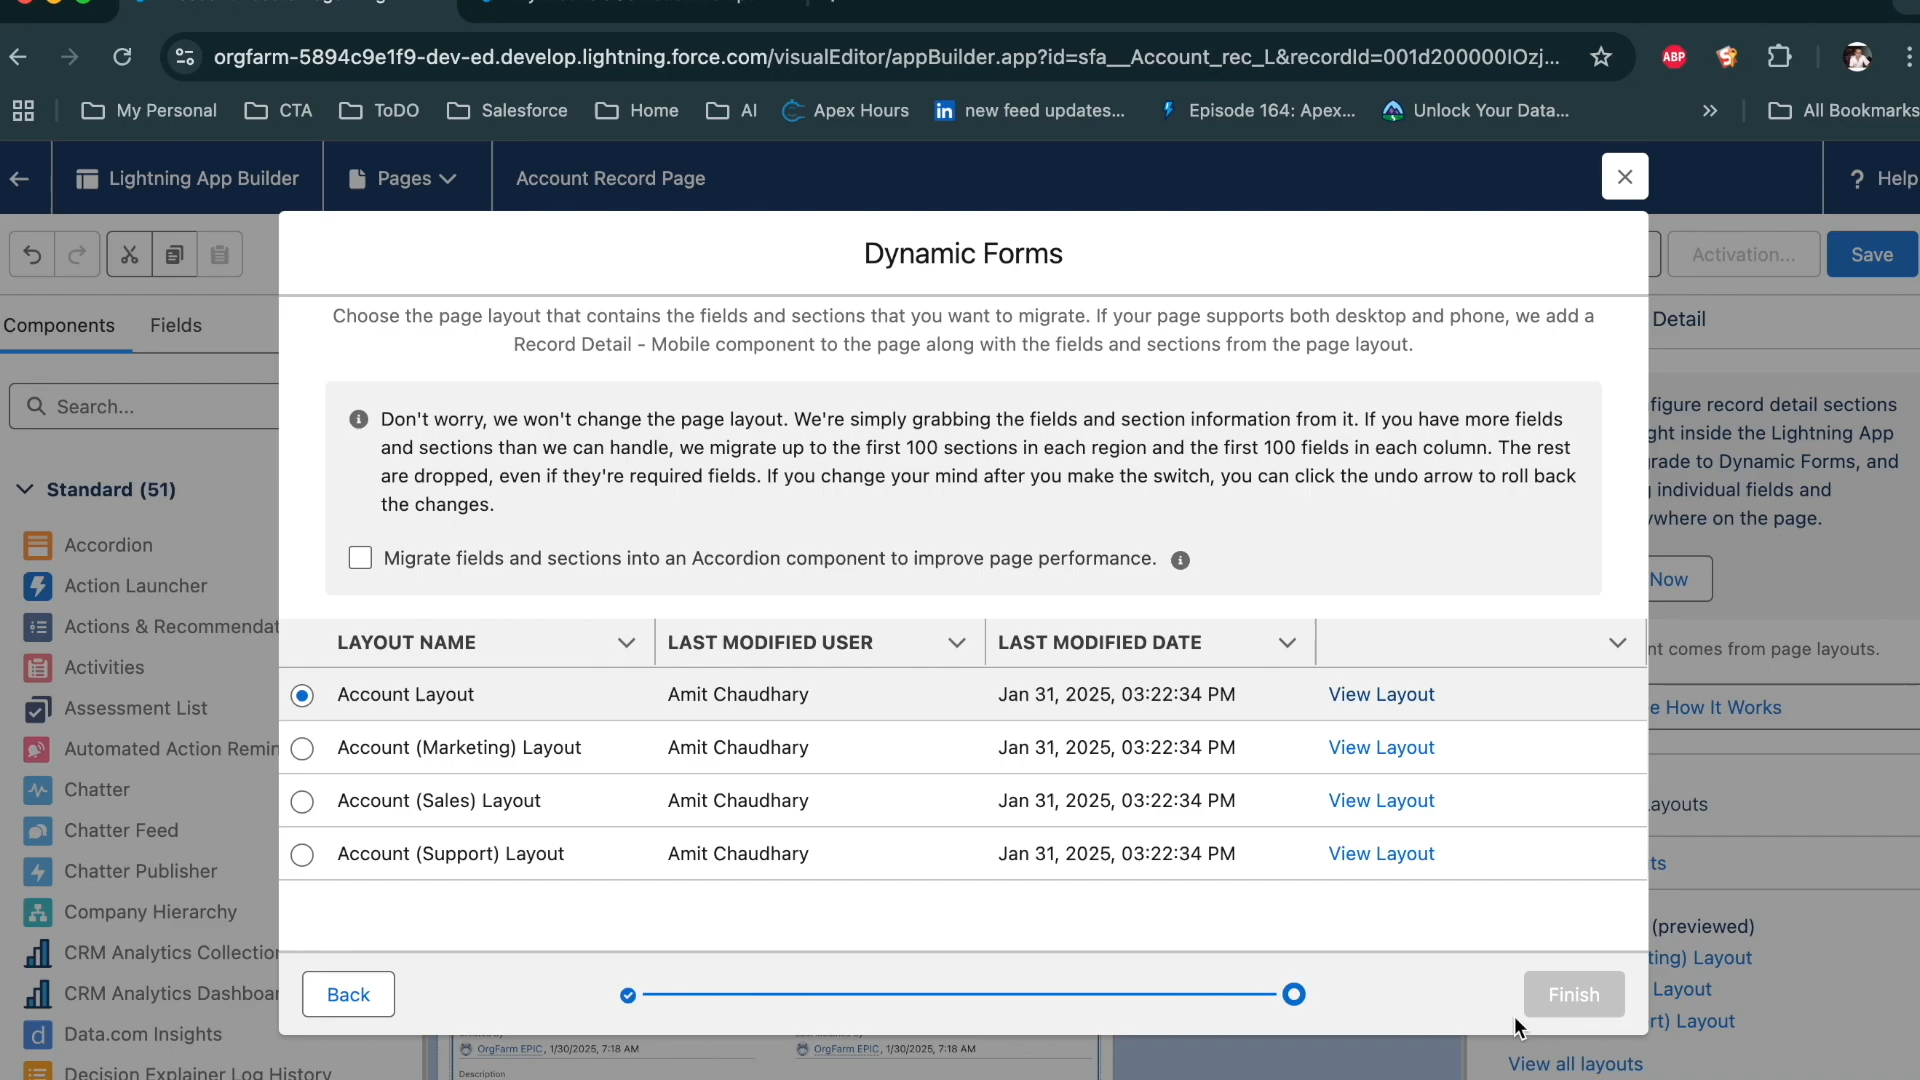 orgfarm-5894c9e1f9-dev-ed.develop.lightning.force.com/visualEditor/appBuilder.app?id=sfa__Account_rec_L&recordId=001d200000IOzj...
ABP
My Personal
CTA
ToDO
Salesforce
Home
AI
Apex Hours
new feed updates...
Episode 164: Apex...
Unlock Your Data...
All Bookmarks
Lightning App Builder
Pages
Account Record Page
? Help
Activation...
Save
Components
Fields
Search...
Standard (51)
Accordion
Action Launcher
Actions & Recommendat
Activities
Assessment List
Automated Action Remin
Chatter
Chatter Feed
Chatter Publisher
Company Hierarchy
CRM Analytics Collection
CRM Analytics Dashboar
Data.com Insights
Decision Explainer Log History
Dynamic Forms
Choose the page layout that contains the fields and sections that you want to migrate. If your page supports both desktop and phone, we add a
Record Detail - Mobile component to the page along with the fields and sections from the page layout.
Don't worry, we won't change the page layout. We're simply grabbing the fields and section information from it. If you have more fields
and sections than we can handle, we migrate up to the first 100 sections in each region and the first 100 fields in each column. The rest
are dropped, even if they're required fields. If you change your mind after you make the switch, you can click the undo arrow to roll back
the changes.
Migrate fields and sections into an Accordion component to improve page performance.
LAYOUT NAME LAST MODIFIED USER LAST MODIFIED DATE
Account Layout Amit Chaudhary Jan 31, 2025, 03:22:34 PM View Layout
Account (Marketing) Layout Amit Chaudhary Jan 31, 2025, 03:22:34 PM View Layout
Account (Sales) Layout Amit Chaudhary Jan 31, 2025, 03:22:34 PM View Layout
Account (Support) Layout Amit Chaudhary Jan 31, 2025, 03:22:34 PM View Layout
Back
Finish
OrgFarm EPIC, 1/30/2025, 7:18 AM
OrgFarm EPIC, 1/30/2025, 7:18 AM
Description
Detail
figure record detail sections
ght inside the Lightning App
rade to Dynamic Forms, and
individual fields and
where on the page.
Now
nt comes from page layouts.
e How It Works
ayouts
ts
(previewed)
ting) Layout
Layout
rt) Layout
View all layouts